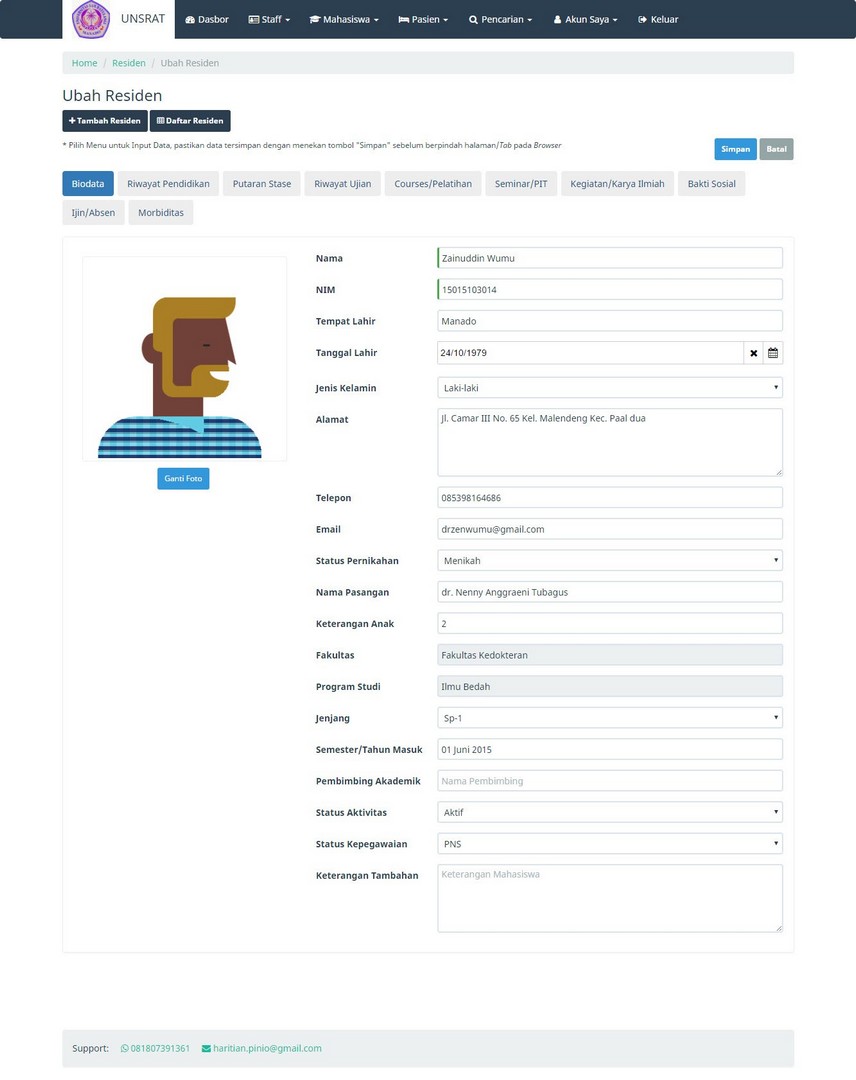 UNSRAT Dasbor Staff Mahasiswa Pasien Pencarian Akun Saya Keluar
Home / Residen / Ubah Residen
Ubah Residen
Tambah Residen Daftar Residen
* Pilih Menu untuk Input Data, pastikan data tersimpan dengan menekan tombol "Simpan" sebelum berpindah halaman/Tab pada Browser
Simpan Batal
Biodata Riwayat Pendidikan Putaran Stase Riwayat Ujian Courses/Pelatihan Seminar/PIT Kegiatan/Karya Ilmiah Bakti Sosial
Ijin/Absen Morbiditas
Nama Zainuddin Wumu
NIM 15015103014
Tempat Lahir Manado
Tanggal Lahir 24/10/1979
Jenis Kelamin Laki-laki
Alamat Jl. Camar III No. 65 Kel. Malendeng Kec. Paal dua
Ganti Foto
Telepon 085398164686
Email drzenwumu@gmail.com
Status Pernikahan Menikah
Nama Pasangan dr. Nenny Anggraeni Tubagus
Keterangan Anak 2
Fakultas Fakultas Kedokteran
Program Studi Ilmu Bedah
Jenjang Sp-1
Semester/Tahun Masuk 01 Juni 2015
Pembimbing Akademik Nama Pembimbing
Status Aktivitas Aktif
Status Kepegawaian PNS
Keterangan Tambahan Keterangan Mahasiswa
Support: 081807391361 haritian.pinio@gmail.com